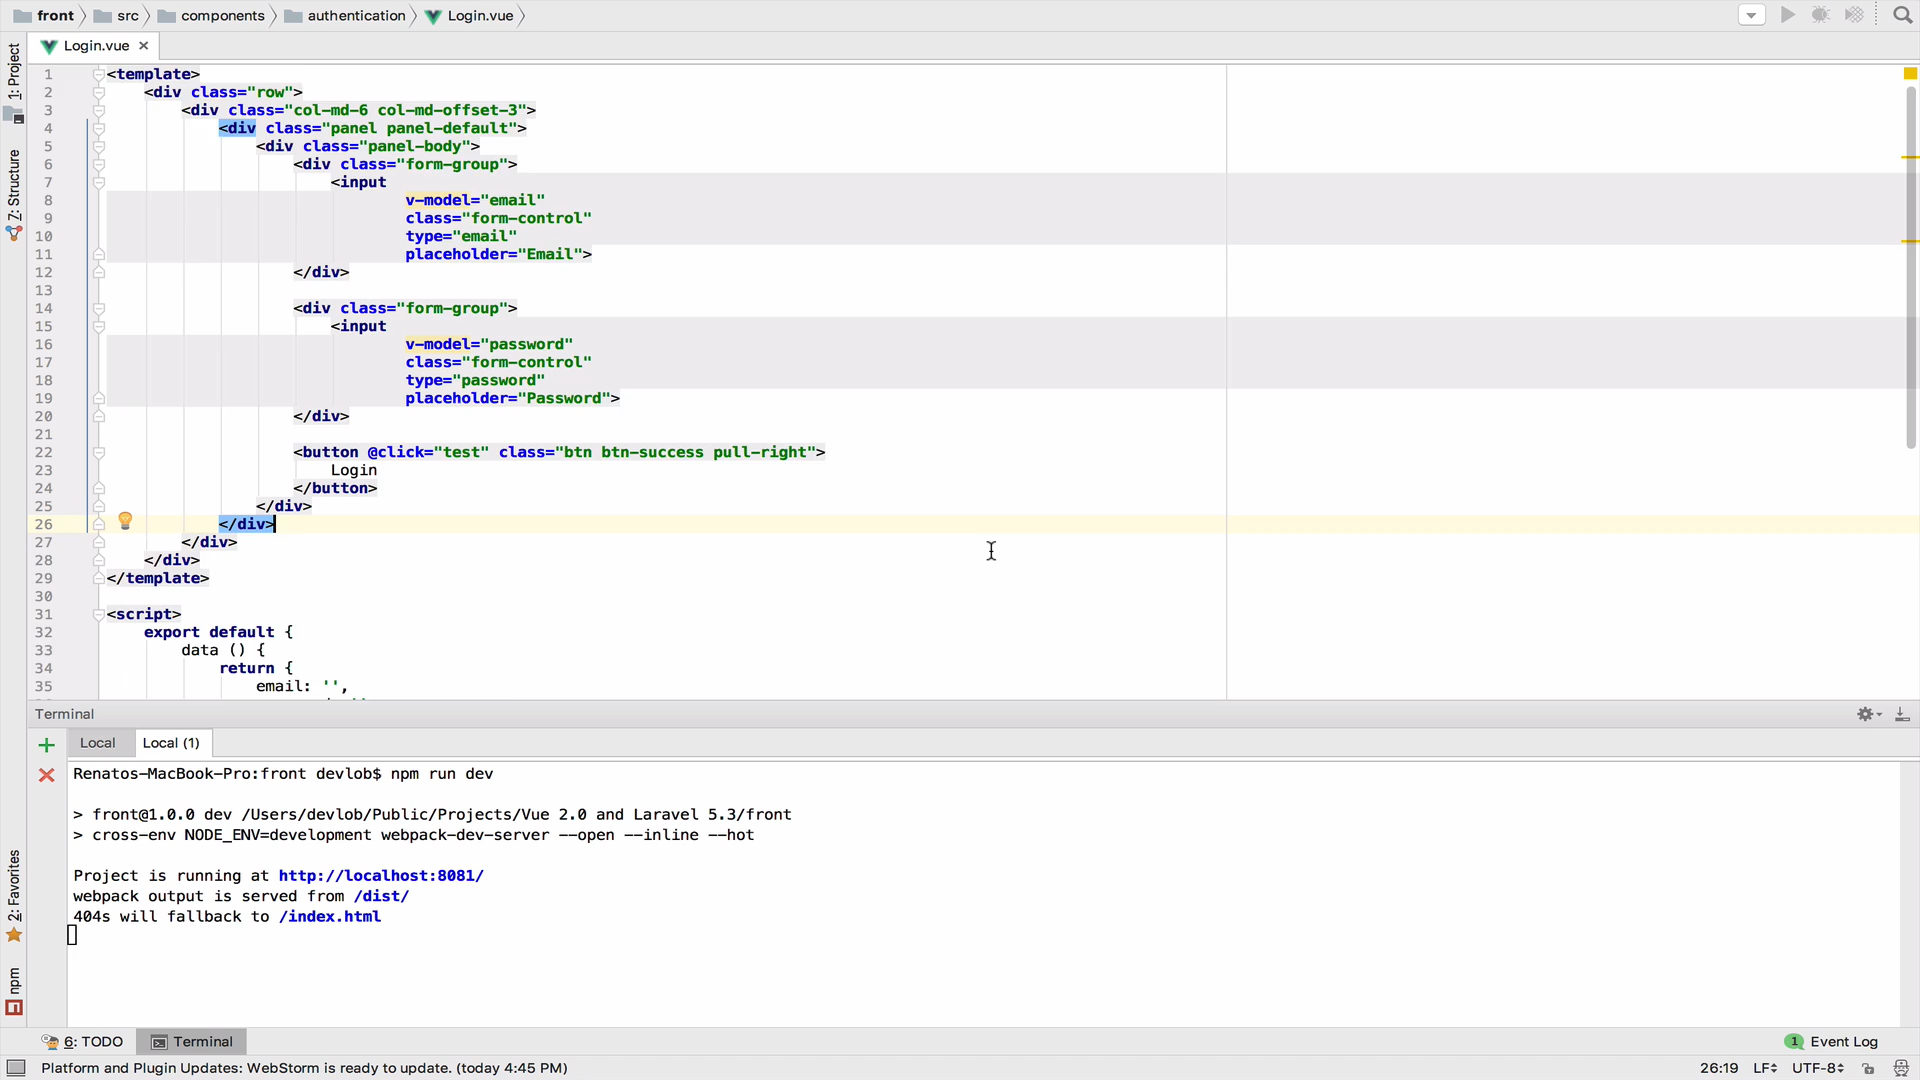 front src components authentication Login.vue
Login.vue
1: Project
7: Structure
2: Favorites
npm
1 <template>
2 <div class="row">
3 <div class="col-md-6 col-md-offset-3">
4 <div class="panel panel-default">
5 <div class="panel-body">
6 <div class="form-group">
7 <input
8 v-model="email"
9 class="form-control"
10 type="email"
11 placeholder="Email">
12 </div>
13
14 <div class="form-group">
15 <input
16 v-model="password"
17 class="form-control"
18 type="password"
19 placeholder="Password">
20 </div>
21
22 <button @click="test" class="btn btn-success pull-right">
23 Login
24 </button>
25 </div>
26 </div>
27 </div>
28 </div>
29 </template>
30
31 <script>
32 export default {
33 data () {
34 return {
35 email: '',
Terminal
Local Local (1)
Renatos-MacBook-Pro:front devlob$ npm run dev
> front@1.0.0 dev /Users/devlob/Public/Projects/Vue 2.0 and Laravel 5.3/front
> cross-env NODE_ENV=development webpack-dev-server --open --inline --hot
Project is running at http://localhost:8081/
webpack output is served from /dist/
404s will fallback to /index.html
6: TODO Terminal 1 Event Log
Platform and Plugin Updates: WebStorm is ready to update. (today 4:45 PM) 26:19 LF UTF-8